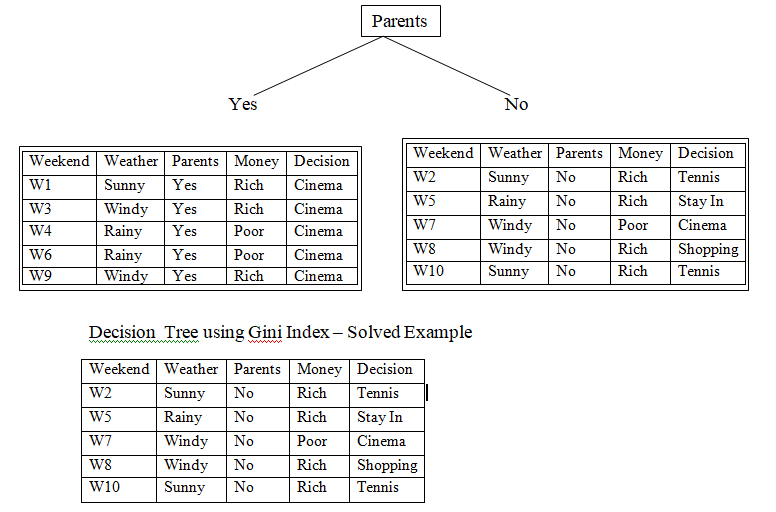 Parents
Yes
No
Weekend Weather Parents Money Decision
W1 Sunny Yes Rich Cinema
W3 Windy Yes Rich Cinema
W4 Rainy Yes Poor Cinema
W6 Rainy Yes Poor Cinema
W9 Windy Yes Rich Cinema
Weekend Weather Parents Money Decision
W2 Sunny No Rich Tennis
W5 Rainy No Rich Stay In
W7 Windy No Poor Cinema
W8 Windy No Rich Shopping
W10 Sunny No Rich Tennis
Decision Tree using Gini Index – Solved Example
Weekend Weather Parents Money Decision
W2 Sunny No Rich Tennis
W5 Rainy No Rich Stay In
W7 Windy No Poor Cinema
W8 Windy No Rich Shopping
W10 Sunny No Rich Tennis